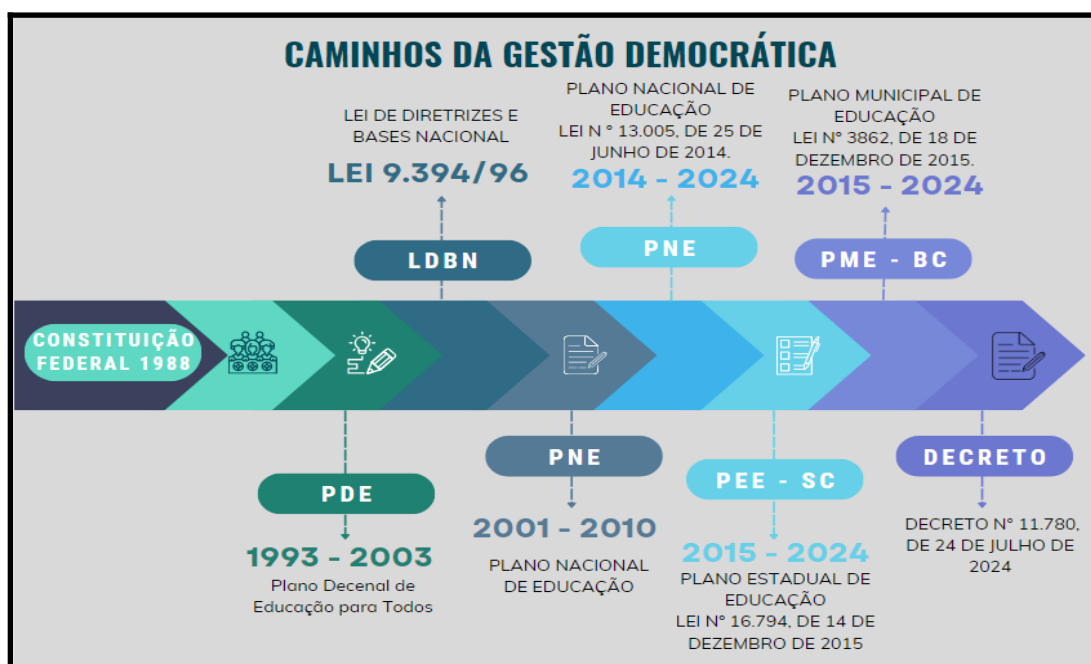 CAMINHOS DA GESTÃO DEMOCRÁTICA
LEI DE DIRETRIZES E
BASES NACIONAL
LEI 9.394/96
PLANO NACIONAL DE
EDUCAÇÃO
LEI N ° 13.005, DE 25 DE
JUNHO DE 2014.
2014 - 2024
PLANO MUNICIPAL DE
EDUCAÇÃO
LEI N° 3862, DE 18 DE
DEZEMBRO DE 2015.
2015 - 2024
LDBN
PNE
PME - BC
CONSTITUIÇÃO
FEDERAL 1988
PDE
1993 - 2003
Plano Decenal de
Educação para Todos
PNE
2001 - 2010
PLANO NACIONAL
DE EDUCAÇÃO
PEE - SC
2015 - 2024
PLANO ESTADUAL DE
EDUCAÇÃO
LEI N° 16.794, DE 14 DE
DEZEMBRO DE 2015
DECRETO
DECRETO N° 11.780,
DE 24 DE JULHO DE
2024